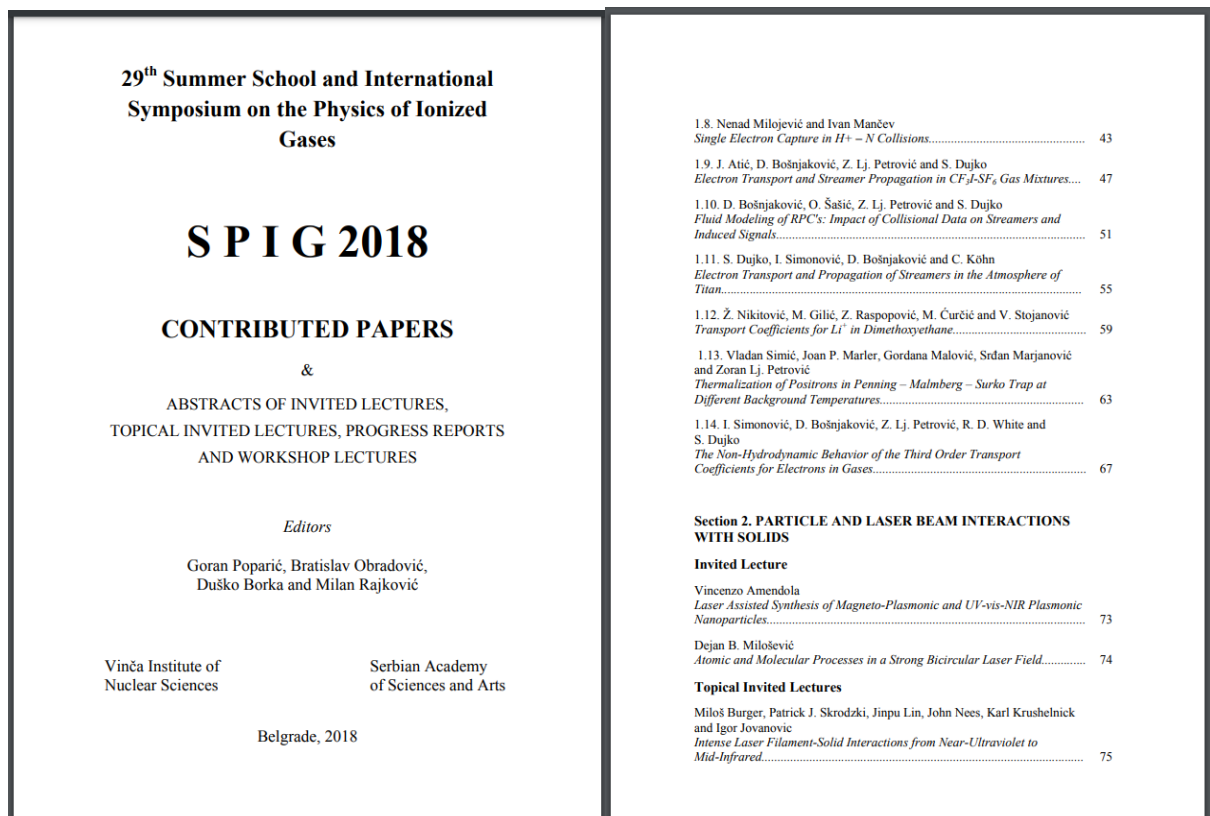 29th Summer School and International
Symposium on the Physics of Ionized
Gases
S P I G 2018
CONTRIBUTED PAPERS
&
ABSTRACTS OF INVITED LECTURES,
TOPICAL INVITED LECTURES, PROGRESS REPORTS
AND WORKSHOP LECTURES
Editors
Goran Poparić, Bratislav Obradović,
Duško Borka and Milan Rajković
Vinča Institute of
Nuclear Sciences
Serbian Academy
of Sciences and Arts
Belgrade, 2018
1.8. Nenad Milojević and Ivan Mančev
Single Electron Capture in H+ – N Collisions.................................................. 43
1.9. J. Atić, D. Bošnjaković, Z. Lj. Petrović and S. Dujko
Electron Transport and Streamer Propagation in CF3I-SF6 Gas Mixtures.... 47
1.10. D. Bošnjaković, O. Šašić, Z. Lj. Petrović and S. Dujko
Fluid Modeling of RPC's: Impact of Collisional Data on Streamers and
Induced Signals.................................................................................................... 51
1.11. S. Dujko, I. Simonović, D. Bošnjaković and C. Köhn
Electron Transport and Propagation of Streamers in the Atmosphere of
Titan.................................................................................................................... 55
1.12. Ž. Nikitović, M. Gilić, Z. Raspopović, M. Ćurčić and V. Stojanović
Transport Coefficients for Li+ in Dimethoxyethane........................................... 59
1.13. Vladan Simić, Joan P. Marler, Gordana Malović, Srđan Marjanović
and Zoran Lj. Petrović
Thermalization of Positrons in Penning – Malmberg – Surko Trap at
Different Background Temperatures.................................................................. 63
1.14. I. Simonović, D. Bošnjaković, Z. Lj. Petrović, R. D. White and
S. Dujko
The Non-Hydrodynamic Behavior of the Third Order Transport
Coefficients for Electrons in Gases..................................................................... 67
Section 2. PARTICLE AND LASER BEAM INTERACTIONS
WITH SOLIDS
Invited Lecture
Vincenzo Amendola
Laser Assisted Synthesis of Magneto-Plasmonic and UV-vis-NIR Plasmonic
Nanoparticles...................................................................................................... 73
Dejan B. Milošević
Atomic and Molecular Processes in a Strong Bicircular Laser Field.............. 74
Topical Invited Lectures
Miloš Burger, Patrick J. Skrodzki, Jinpu Lin, John Nees, Karl Krushelnick
and Igor Jovanovic
Intense Laser Filament-Solid Interactions from Near-Ultraviolet to
Mid-Infrared....................................................................................................... 75